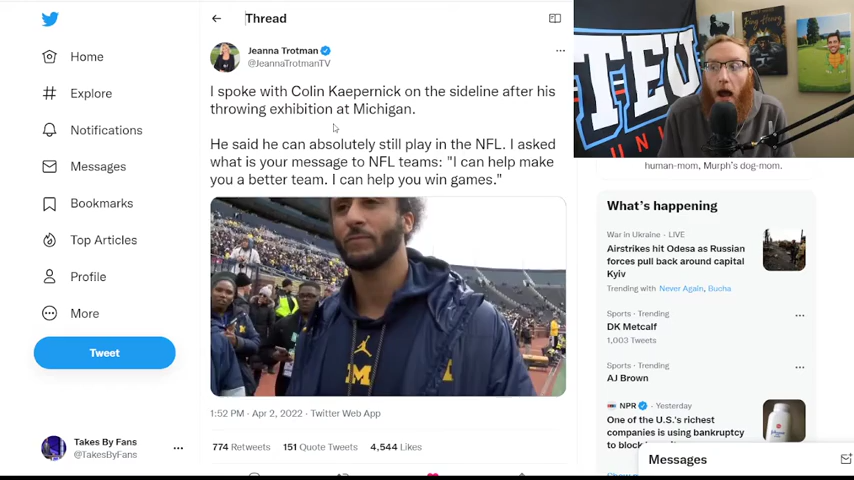 Thread
Home
Explore
Notifications
Messages
Bookmarks
Top Articles
Profile
More
Tweet
Takes By Fans
@TakesByFans
Jeanna Trotman
@JeannaTrotmanTV
I spoke with Colin Kaepernick on the sideline after his
throwing exhibition at Michigan.
He said he can absolutely still play in the NFL. I asked
what is your message to NFL teams: "I can help make
you a better team. I can help you win games."
M
1:52 PM · Apr 2, 2022 · Twitter Web App
774 Retweets 151 Quote Tweets 4,544 Likes
TFU
UNI
human-mom, Murph's dog-mom.
What's happening
War in Ukraine · LIVE
Airstrikes hit Odesa as Russian
forces pull back around capital
Kyiv
Trending with Never Again, Bucha
Sports · Trending
DK Metcalf
1,003 Tweets
Sports · Trending
AJ Brown
NPR · Yesterday
One of the U.S.'s richest
companies is using bankruptcy
Messages